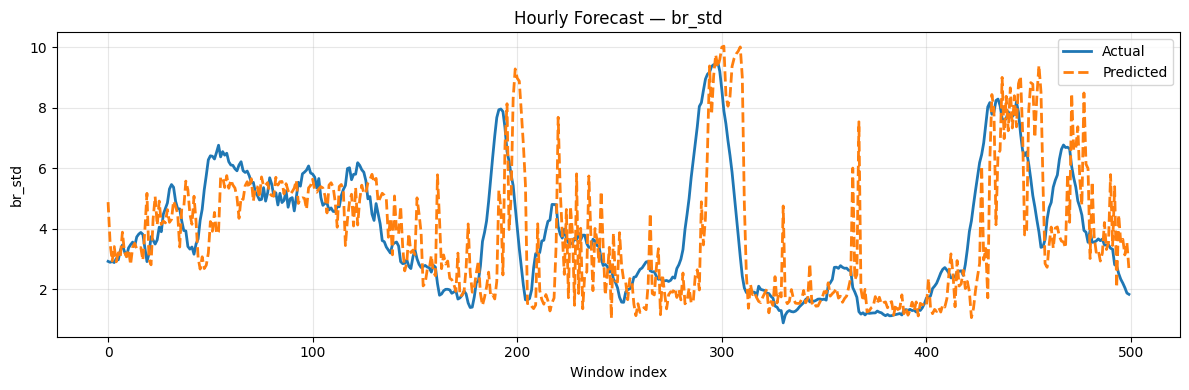 Hourly Forecast — br_std
Actual
Predicted
br_std
10
8
6
4
2
0
100
200
300
400
500
Window index